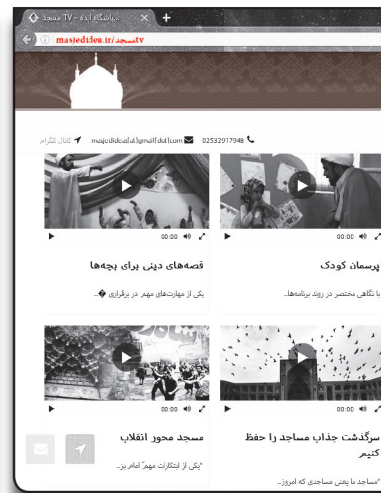 باشگاه ایده – TV مسجد...
masjedidea.ir/مسجدtv
02532917948 masjedidea[at]gmail[dot]com کانال تلگرام
00:00 00:00
پرسمان کودک
با نگاهی مختصر در روند برنامه‌ها..
قصه‌های دینی برای بچه‌ها
یکی از مهارت‌های مهم در برقراری �..
00:00 00:00
سرگذشت جذاب مساجد را حفظ
کنیم
"مساجد ما یعنی مساجدی که امروز..
مسجد محور انقلاب
"یکی از ابتکارات مهمّ امام بز..